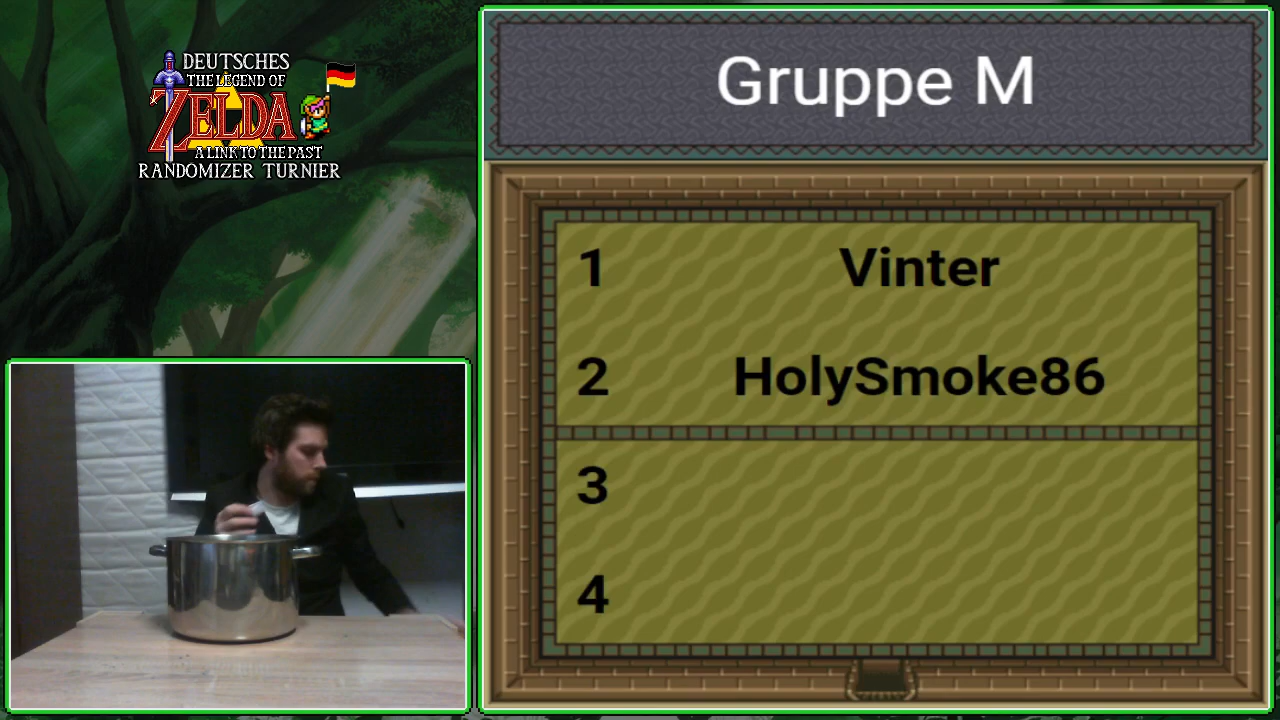 DEUTSCHES
THE LEGEND OF
ZELDA
A LINK TO THE PAST
RANDOMIZER TURNIER
Gruppe M
1 Vinter
2 HolySmoke86
3
4